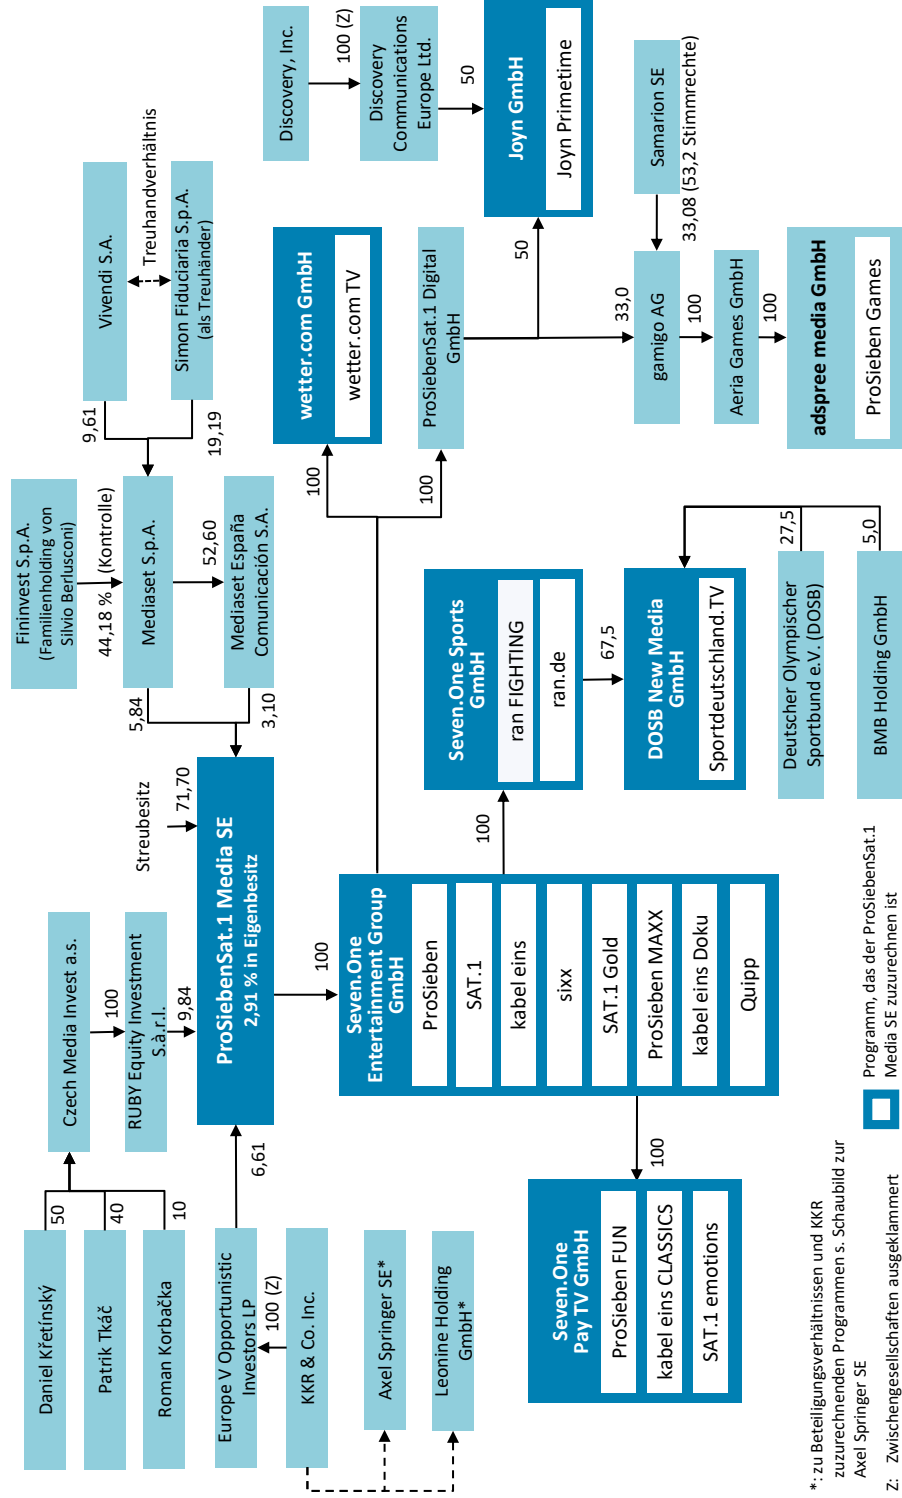 Daniel Křetínský
50
Patrik Tkáč
40
Roman Korbačka
10
Czech Media Invest a.s.
100
RUBY Equity Investment
S.à.r.l.
9,84
Streubesitz
71,70
Fininvest S.p.A.
(Familienholding von
Silvio Berlusconi)
44,18 % (Kontrolle)
Mediaset S.p.A.
5,84
52,60
Mediaset España
Comunicación S.A.
3,10
Vivendi S.A.
9,61
Treuhandverhältnis
Simon Fiduciaria S.p.A.
(als Treuhänder)
19,19
Europe V Opportunistic
Investors LP
6,61
100 (Z)
KKR & Co. Inc.
Axel Springer SE*
Leonine Holding
GmbH*
ProSiebenSat.1 Media SE
2,91 % in Eigenbesitz
100
Seven.One
Entertainment Group
GmbH
ProSieben
SAT.1
kabel eins
sixx
SAT.1 Gold
ProSieben MAXX
kabel eins Doku
Quipp
100
Seven.One
Pay TV GmbH
ProSieben FUN
kabel eins CLASSICS
SAT.1 emotions
100
Seven.One Sports
GmbH
ran FIGHTING
ran.de
67,5
DOSB New Media
GmbH
Sportdeutschland.TV
27,5
Deutscher Olympischer
Sportbund e.V. (DOSB)
5,0
BMB Holding GmbH
100
wetter.com GmbH
wetter.com TV
100
ProSiebenSat.1 Digital
GmbH
Discovery, Inc.
100 (Z)
Discovery
Communications
Europe Ltd.
50
Joyn GmbH
Joyn Primetime
50
33,0
Samarion SE
33,08 (53,2 Stimmrechte)
gamigo AG
100
Aeria Games GmbH
100
adspree media GmbH
ProSieben Games
*: zu Beteiligungsverhältnissen und KKR
zuzurechnenden Programmen s. Schaubild zur
Axel Springer SE
Z: Zwischengesellschaften ausgeklammert
Programm, das der ProSiebenSat.1
Media SE zuzurechnen ist